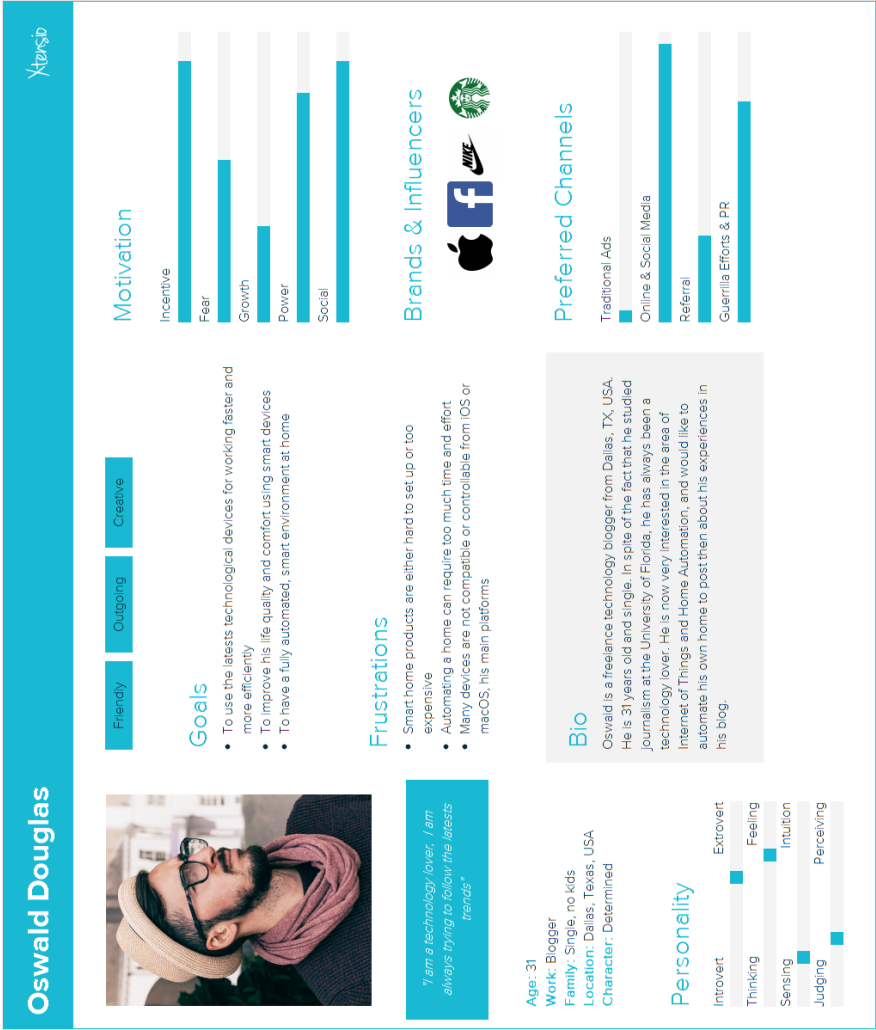 Oswald Douglas
Xtensio
"I am a technology lover, I am
always trying to follow the latests
trends"
Age: 31
Work: Blogger
Family: Single, no kids
Location: Dallas, Texas, USA
Character: Determined
Personality
Introvert Extrovert
Thinking Feeling
Sensing Intuition
Judging Perceiving
Friendly
Outgoing
Creative
Goals
• To use the latests technological devices for working faster and
more efficiently
• To improve his life quality and comfort using smart devices
• To have a fully automated, smart environment at home
Frustrations
• Smart home products are either hard to set up or too
expensive
• Automating a home can require too much time and effort
• Many devices are not compatible or controllable from iOS or
macOS, his main platforms
Bio
Oswald is a freelance technology blogger from Dallas, TX, USA.
He is 31 years old and single. In spite of the fact that he studied
journalism at the University of Florida, he has always been a
technology lover. He is now very interested in the area of
Internet of Things and Home Automation, and would like to
automate his own home to post then about his experiences in
his blog.
Motivation
Incentive
Fear
Growth
Power
Social
Brands & Influencers
f
NIKE
Preferred Channels
Traditional Ads
Online & Social Media
Referral
Guerrilla Efforts & PR